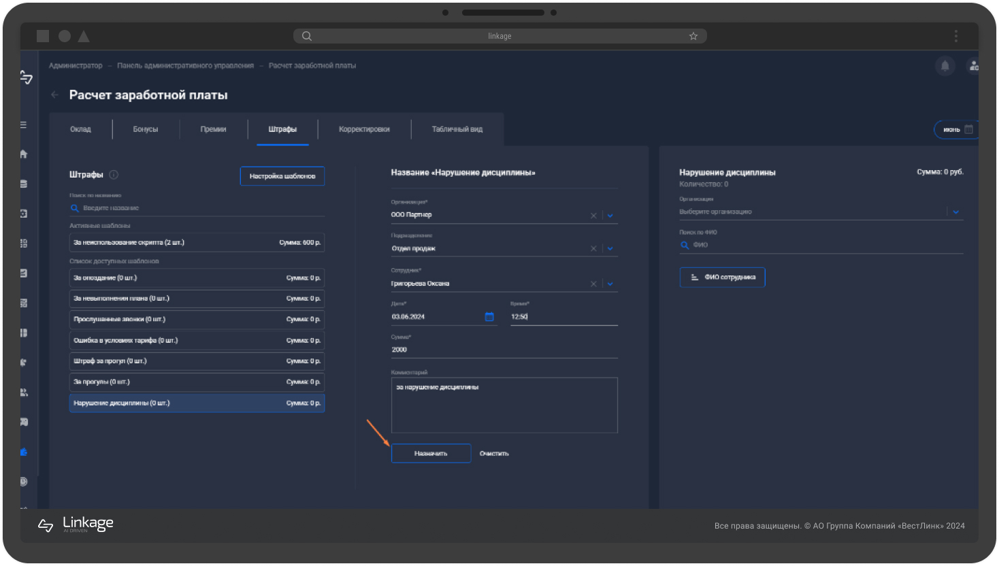 linkage
Администратор – Панель административного управления – Расчет заработной платы
Расчет заработной платы
Оклад
Бонусы
Премии
Штрафы
Корректировки
Табличный вид
июнь
Штрафы
Настройка шаблонов
Поиск по названию
Введите название
Активные шаблоны
За неиспользование скрипта (2 шт.) Сумма: 600 р.
Список доступных шаблонов
За опоздание (0 шт.) Сумма: 0 р.
За невыполнения плана (0 шт.) Сумма: 0 р.
Прослушанные звонки (0 шт.) Сумма: 0 р.
Ошибка в условиях тарифа (0 шт.) Сумма: 0 р.
Штраф за прогул (0 шт.) Сумма: 0 р.
За прогулы (0 шт.) Сумма: 0 р.
Нарушение дисциплины (0 шт.) Сумма: 0 р.
Название «Нарушение дисциплины»
Организация*
ООО Партнер
Подразделение
Отдел продаж
Сотрудник*
Григорьева Оксана
Дата* Время*
03.06.2024 12:50
Сумма*
2000
Комментарий
за нарушение дисциплины
Назначить Очистить
Нарушение дисциплины Сумма: 0 руб.
Количество: 0
Организация
Выберите организацию
Поиск по ФИО
ФИО
ФИО сотрудника
Linkage
AI DRIVEN
Все права защищены. © АО Группа Компаний «ВестЛинк» 2024